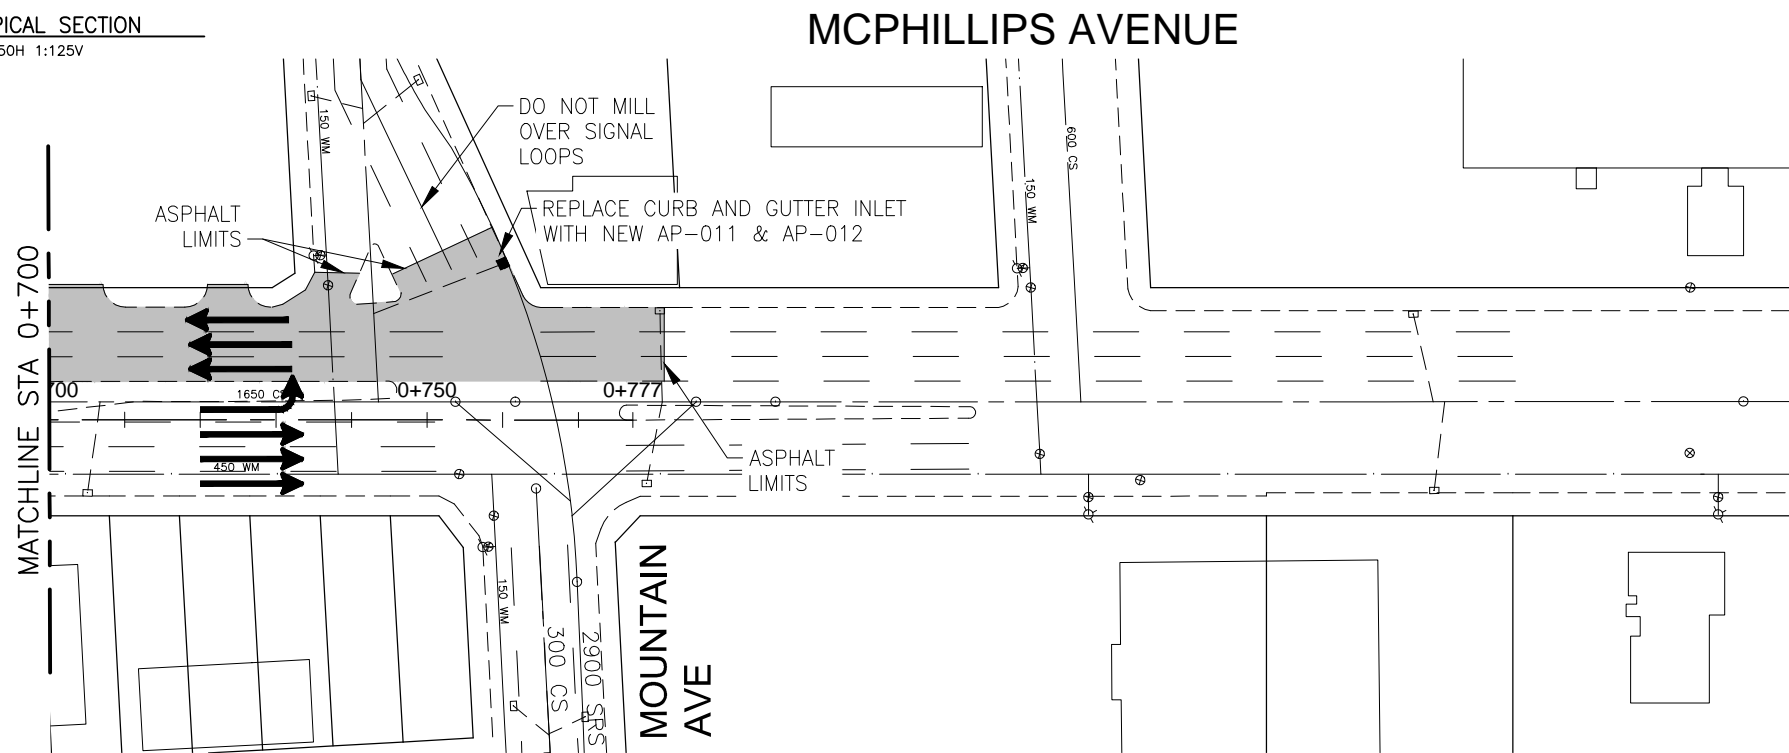 PICAL SECTION
50H 1:125V
MCPHILLIPS AVENUE
DO NOT MILL
OVER SIGNAL
LOOPS
150 WM
600 CS
150 WM
ASPHALT
LIMITS
REPLACE CURB AND GUTTER INLET
WITH NEW AP-011 & AP-012
MATCHLINE STA 0+700
00
1650 CS
0+750
0+777
450 WM
ASPHALT
LIMITS
150 WM
300 CS
2900 SRS
MOUNTAIN
AVE